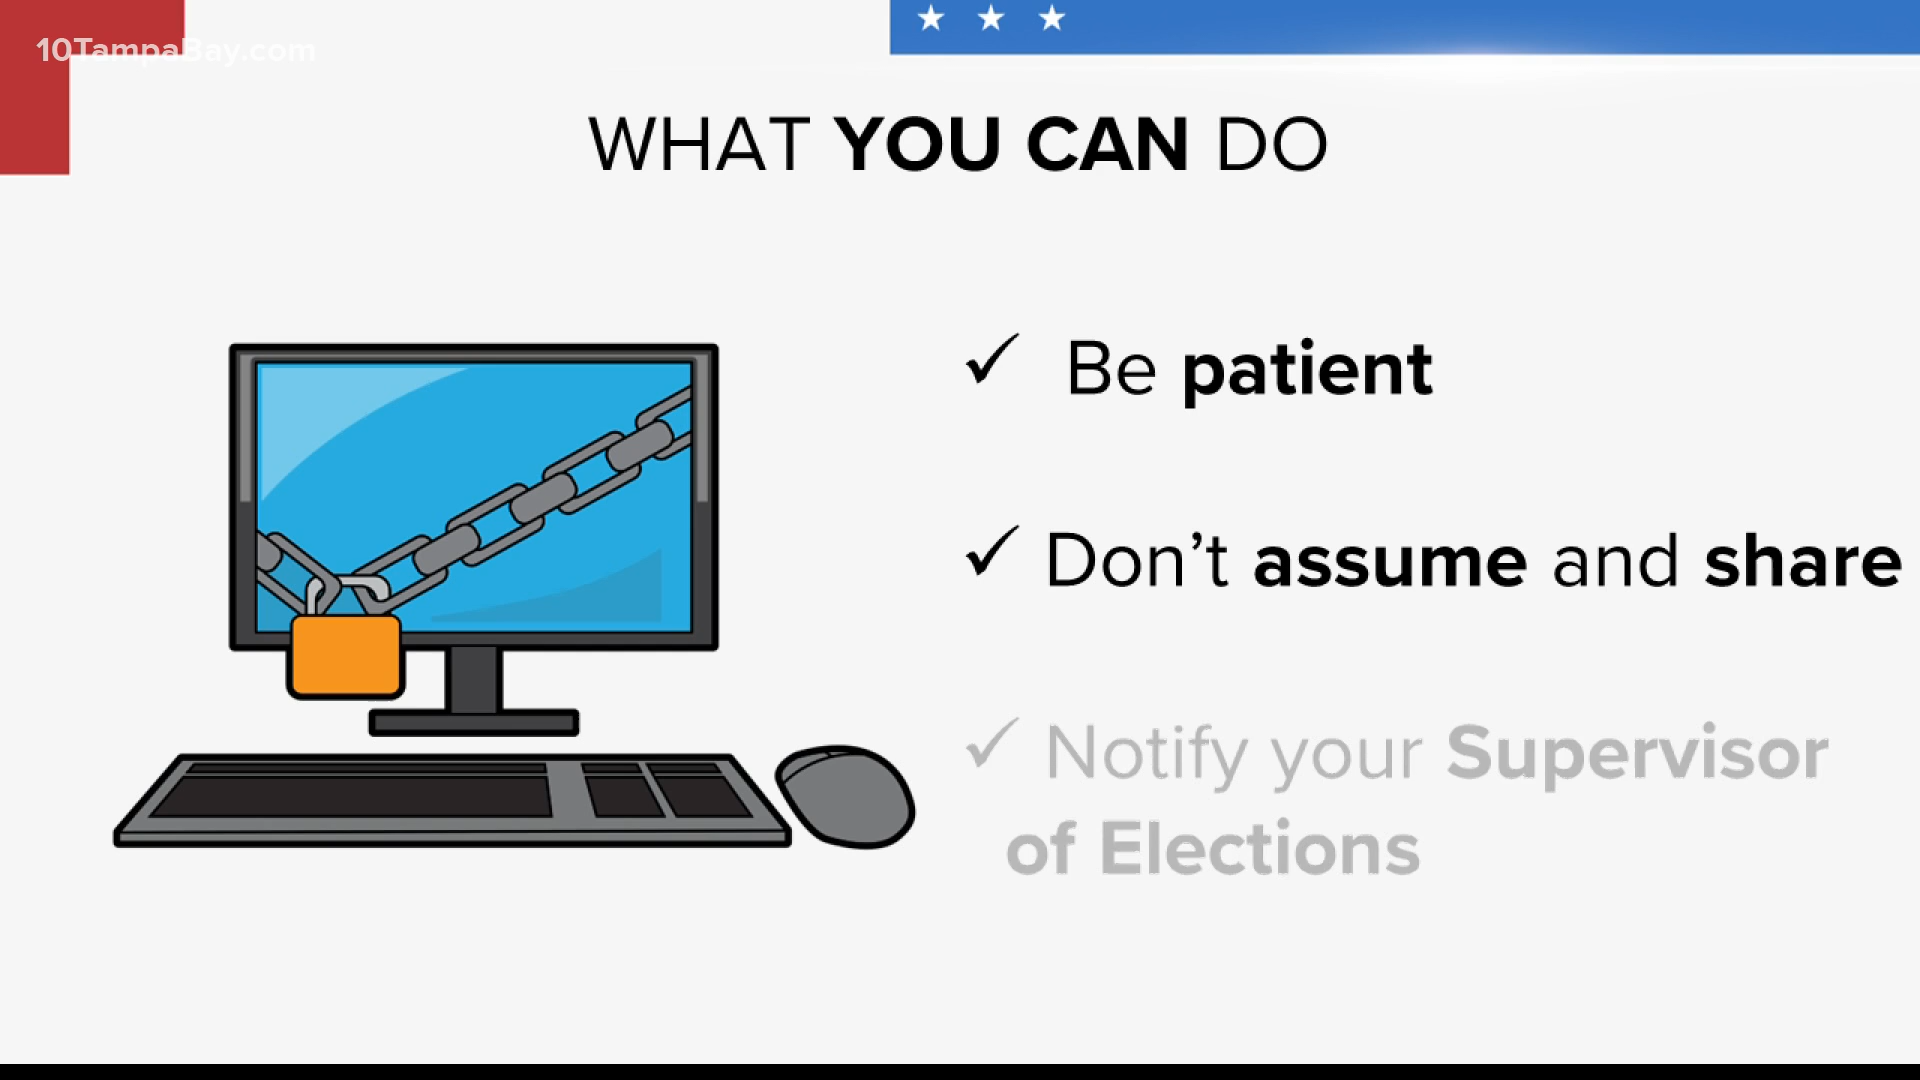 10TampaBay.com
WHAT YOU CAN DO
✓ Be patient
✓ Don’t assume and share
✓ Notify your Supervisor
of Elections